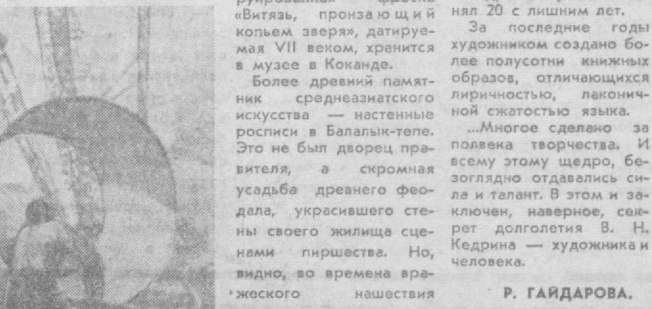 «Витязь, пронзающий
копьем зверя», датируе-
мая VII веком, хранится
в музее в Коканде.
Более древний памят-
ник среднеазиатского
искусства — настенные
росписи в Балалык-тепе.
Это не был дворец пра-
вителя, а скромная
усадьба древнего фео-
дала, украсившего сте-
ны своего жилища сце-
нами пиршества. Но,
видно, во времена вра-
жеского нашествия
нял 20 с лишним лет.
За последние годы
художником создано бо-
лее полусотни книжных
образов, отличающихся
лиричностью, лаконич-
ной сжатостью языка.
...Многое сделано за
полвека творчества. И
всему этому щедро, бе-
зоглядно отдавались си-
ла и талант. В этом и за-
ключен, наверное, сек-
рет долголетия В. Н.
Кедрина — художника и
человека.
Р. ГАЙДАРОВА.